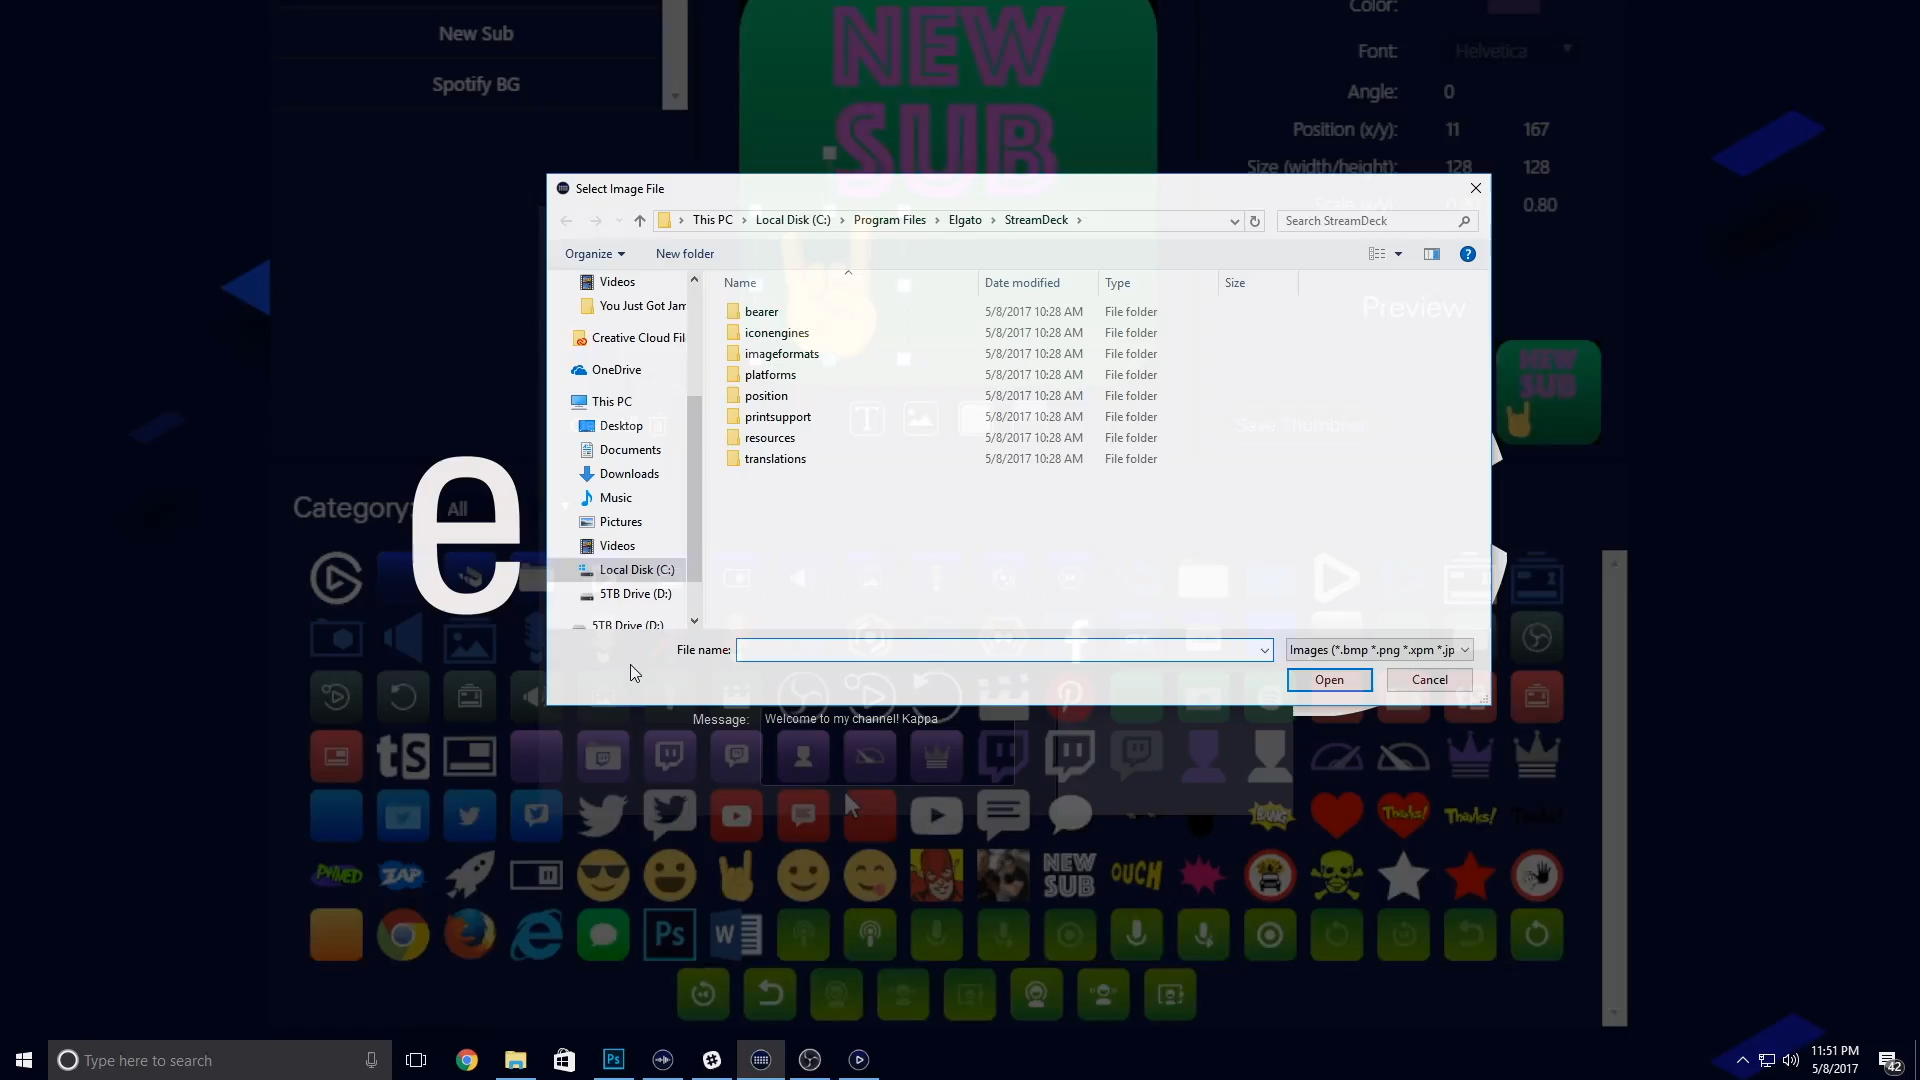 New Sub
Spotify BG
NEW
SUB
Color:
Font:
Helvetica
Angle:
0
Position (x/y):
11
167
Size (width/height):
128
128
0.80
Select Image File
This PC
Local Disk (C:)
Program Files
Elgato
StreamDeck
Search StreamDeck
Organize
New folder
Name
Date modified
Type
Size
Videos
You Just Got Jam
Creative Cloud Fil
OneDrive
This PC
Desktop
Documents
Downloads
Music
Pictures
Videos
Local Disk (C:)
5TB Drive (D:)
5TB Drive (D:)
bearer 5/8/2017 10:28 AM File folder
iconengines 5/8/2017 10:28 AM File folder
imageformats 5/8/2017 10:28 AM File folder
platforms 5/8/2017 10:28 AM File folder
position 5/8/2017 10:28 AM File folder
printsupport 5/8/2017 10:28 AM File folder
resources 5/8/2017 10:28 AM File folder
translations 5/8/2017 10:28 AM File folder
Preview
NEW
SUB
T
e
Category:
All
File name:
Images (*.bmp *.png *.xpm *.jp
Open
Cancel
Message:
Welcome to my channel! Kappa
ts
BANG
Thanks!
Thanks!
Thanks!
PWNED
ZAP
NEW
SUB
OUCH
Ps
W
Type here to search
Ps
11:51 PM
5/8/2017
42